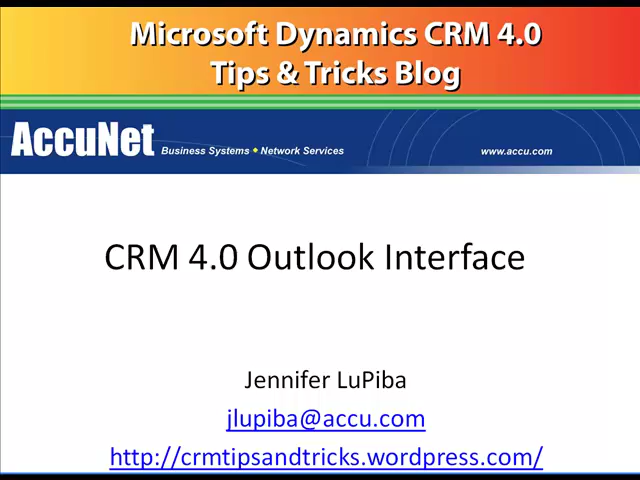 Microsoft Dynamics CRM 4.0
Tips & Tricks Blog
AccuNet Business Systems ◆ Network Services www.accu.com
CRM 4.0 Outlook Interface
Jennifer LuPiba
jlupiba@accu.com
http://crmtipsandtricks.wordpress.com/